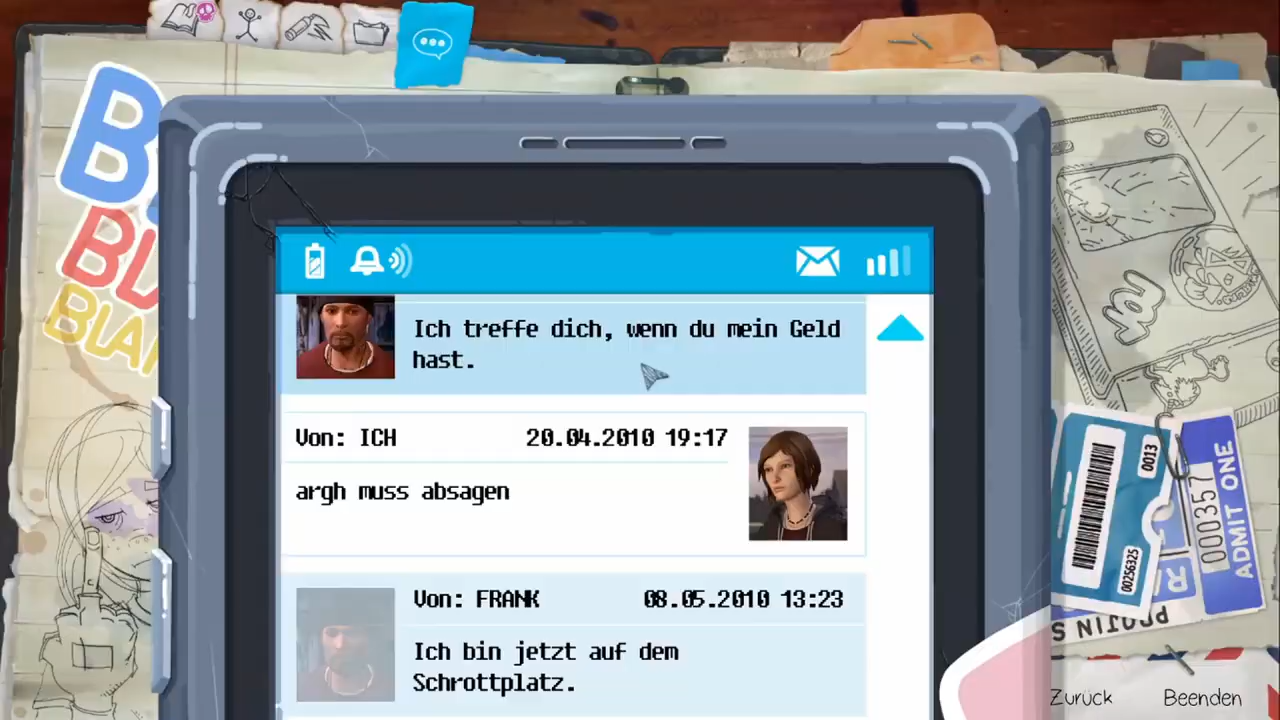 Ich treffe dich, wenn du mein Geld
hast.
Von: ICH 20.04.2010 19:17
argh muss absagen
Von: FRANK 08.05.2010 13:23
Ich bin jetzt auf dem
Schrottplatz.
0013
00256325
000357
ADMIT ONE
Zurück Beenden